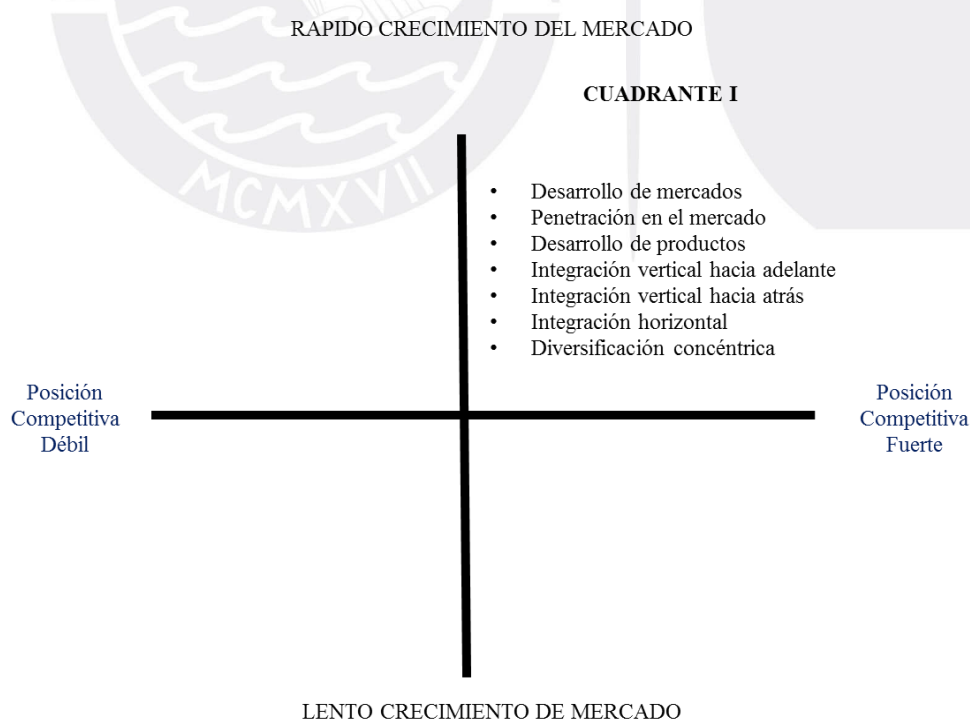 RAPIDO CRECIMIENTO DEL MERCADO
CUADRANTE I
MCMXVII
• Desarrollo de mercados
• Penetración en el mercado
• Desarrollo de productos
• Integración vertical hacia adelante
• Integración vertical hacia atrás
• Integración horizontal
• Diversificación concéntrica
Posición
Competitiva
Débil
Posición
Competitiva
Fuerte
LENTO CRECIMIENTO DE MERCADO